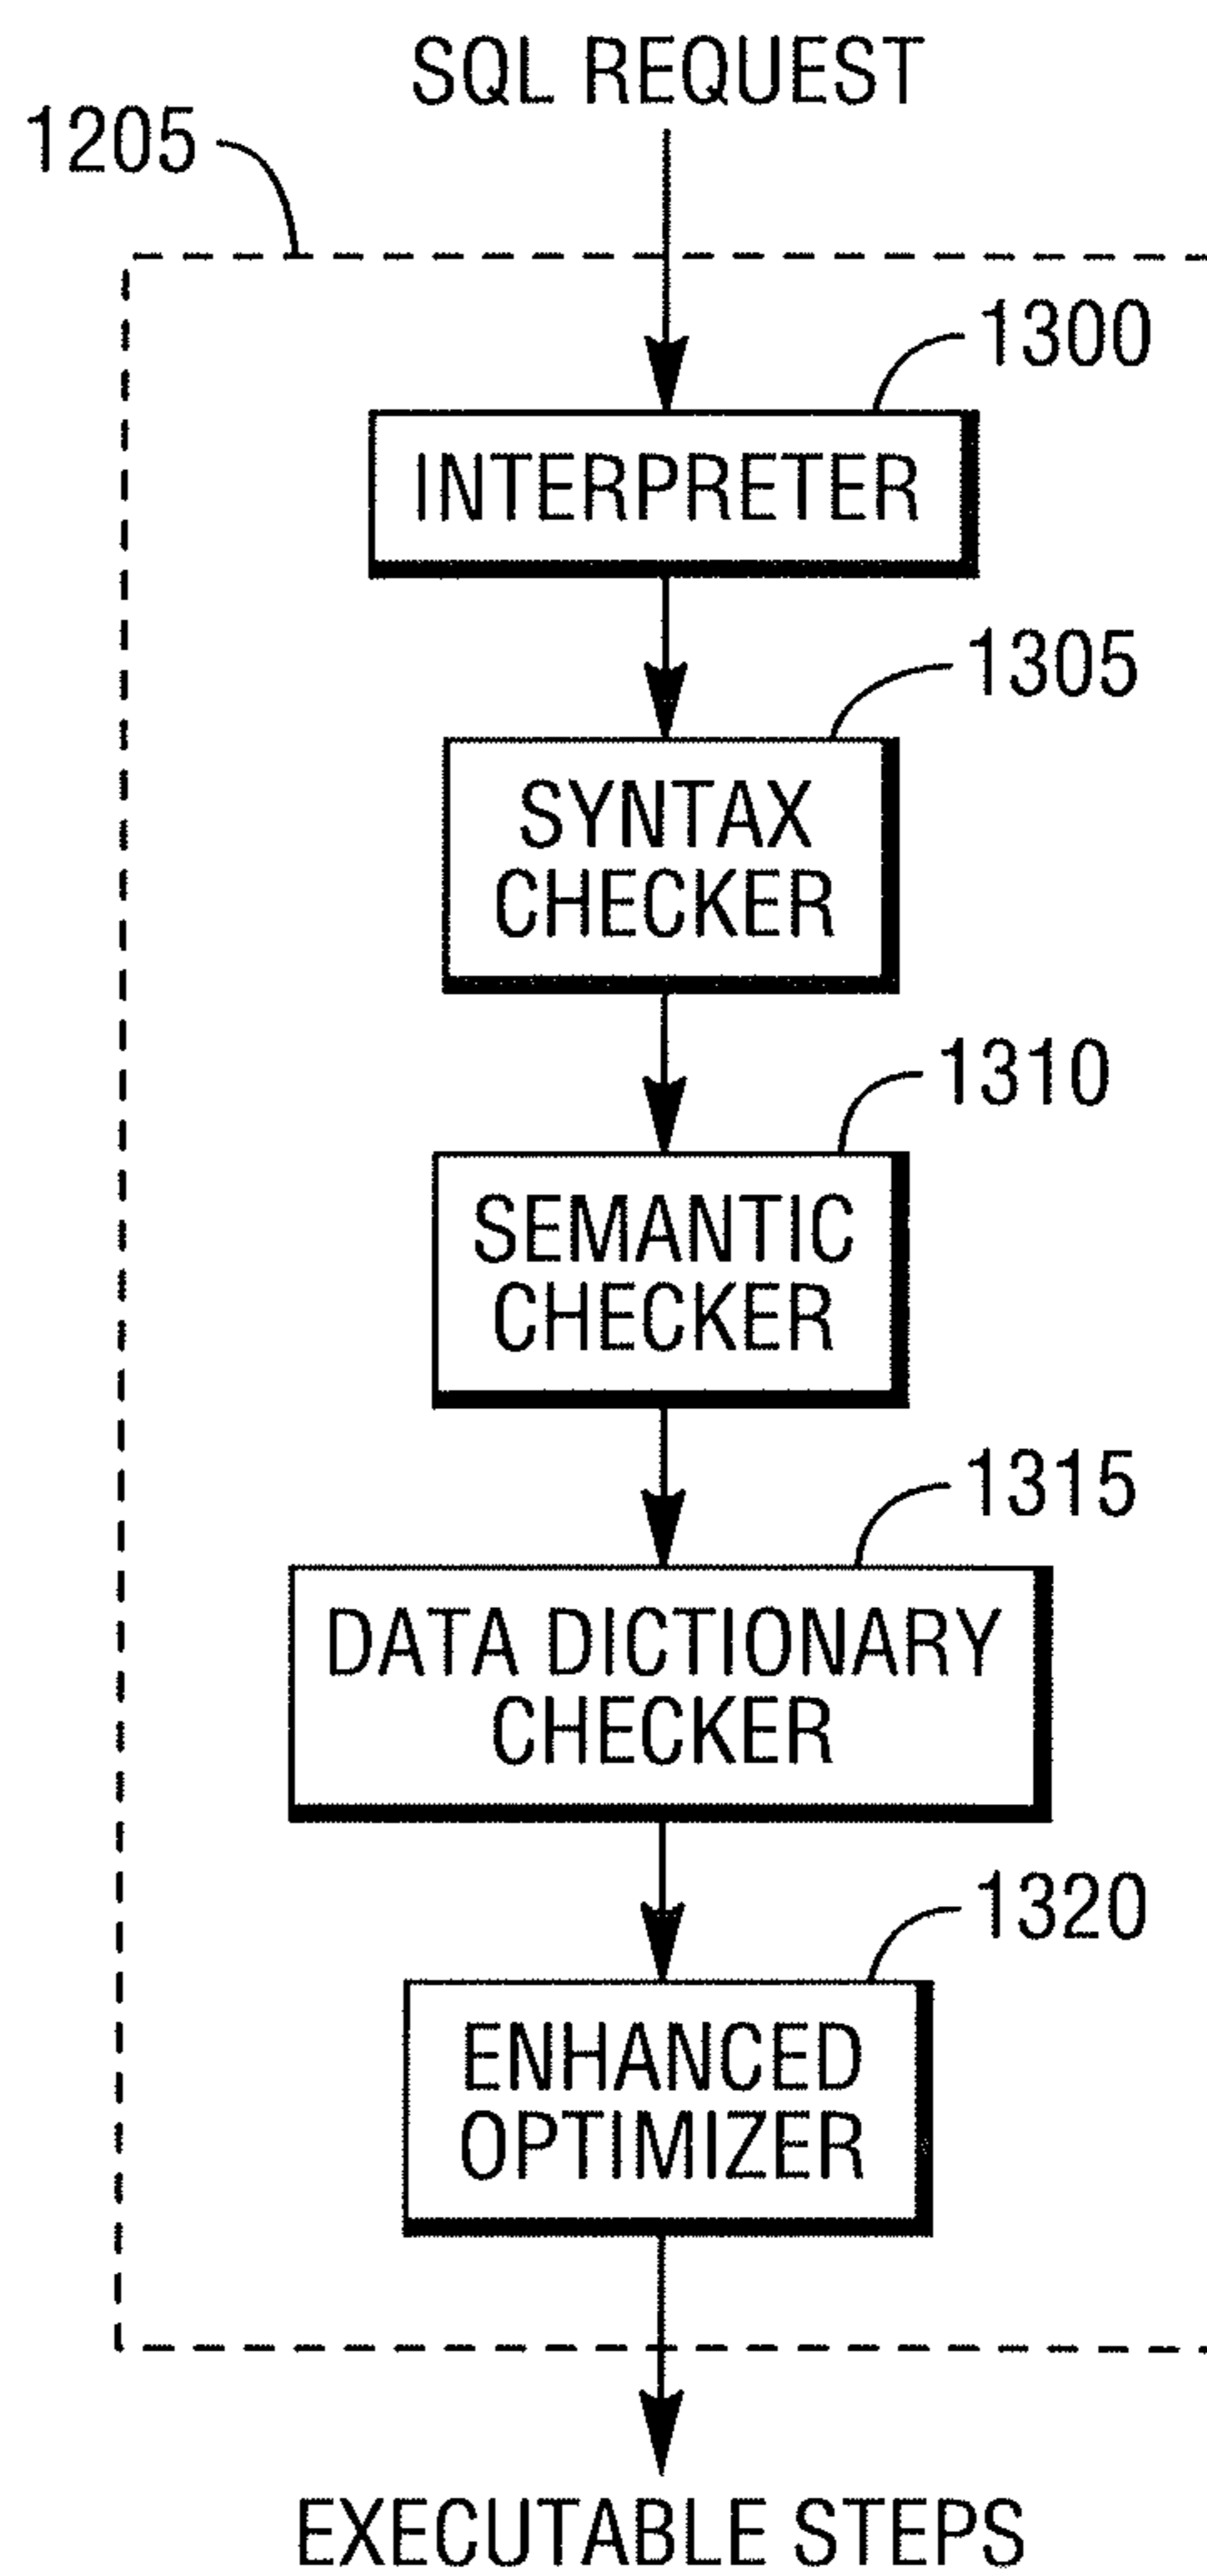 SQL REQUEST
1205
1300
INTERPRETER
1305
SYNTAX
CHECKER
1310
SEMANTIC
CHECKER
1315
DATA DICTIONARY
CHECKER
1320
ENHANCED
OPTIMIZER
EXECUTABLE STEPS